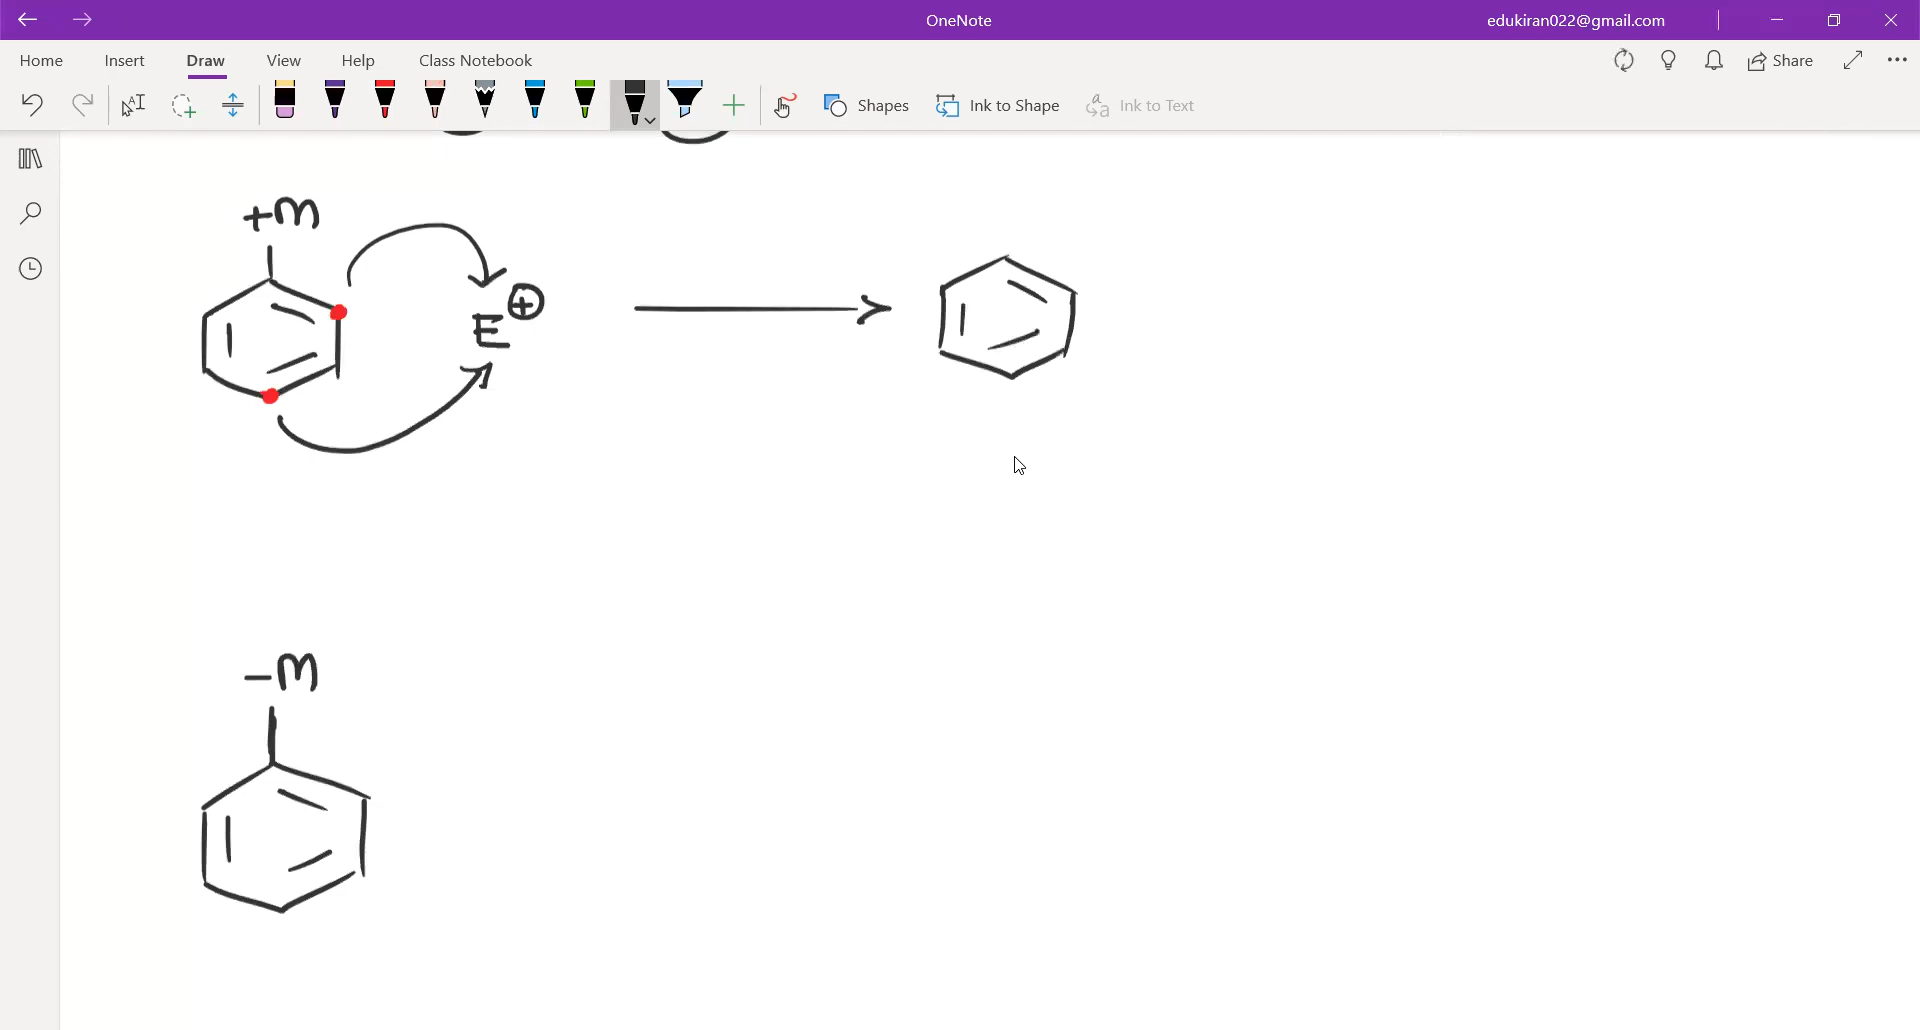 OneNote
edukiran022@gmail.com
Home Insert Draw View Help Class Notebook
Share
Shapes Ink to Shape Ink to Text
+M
E⊕
-M